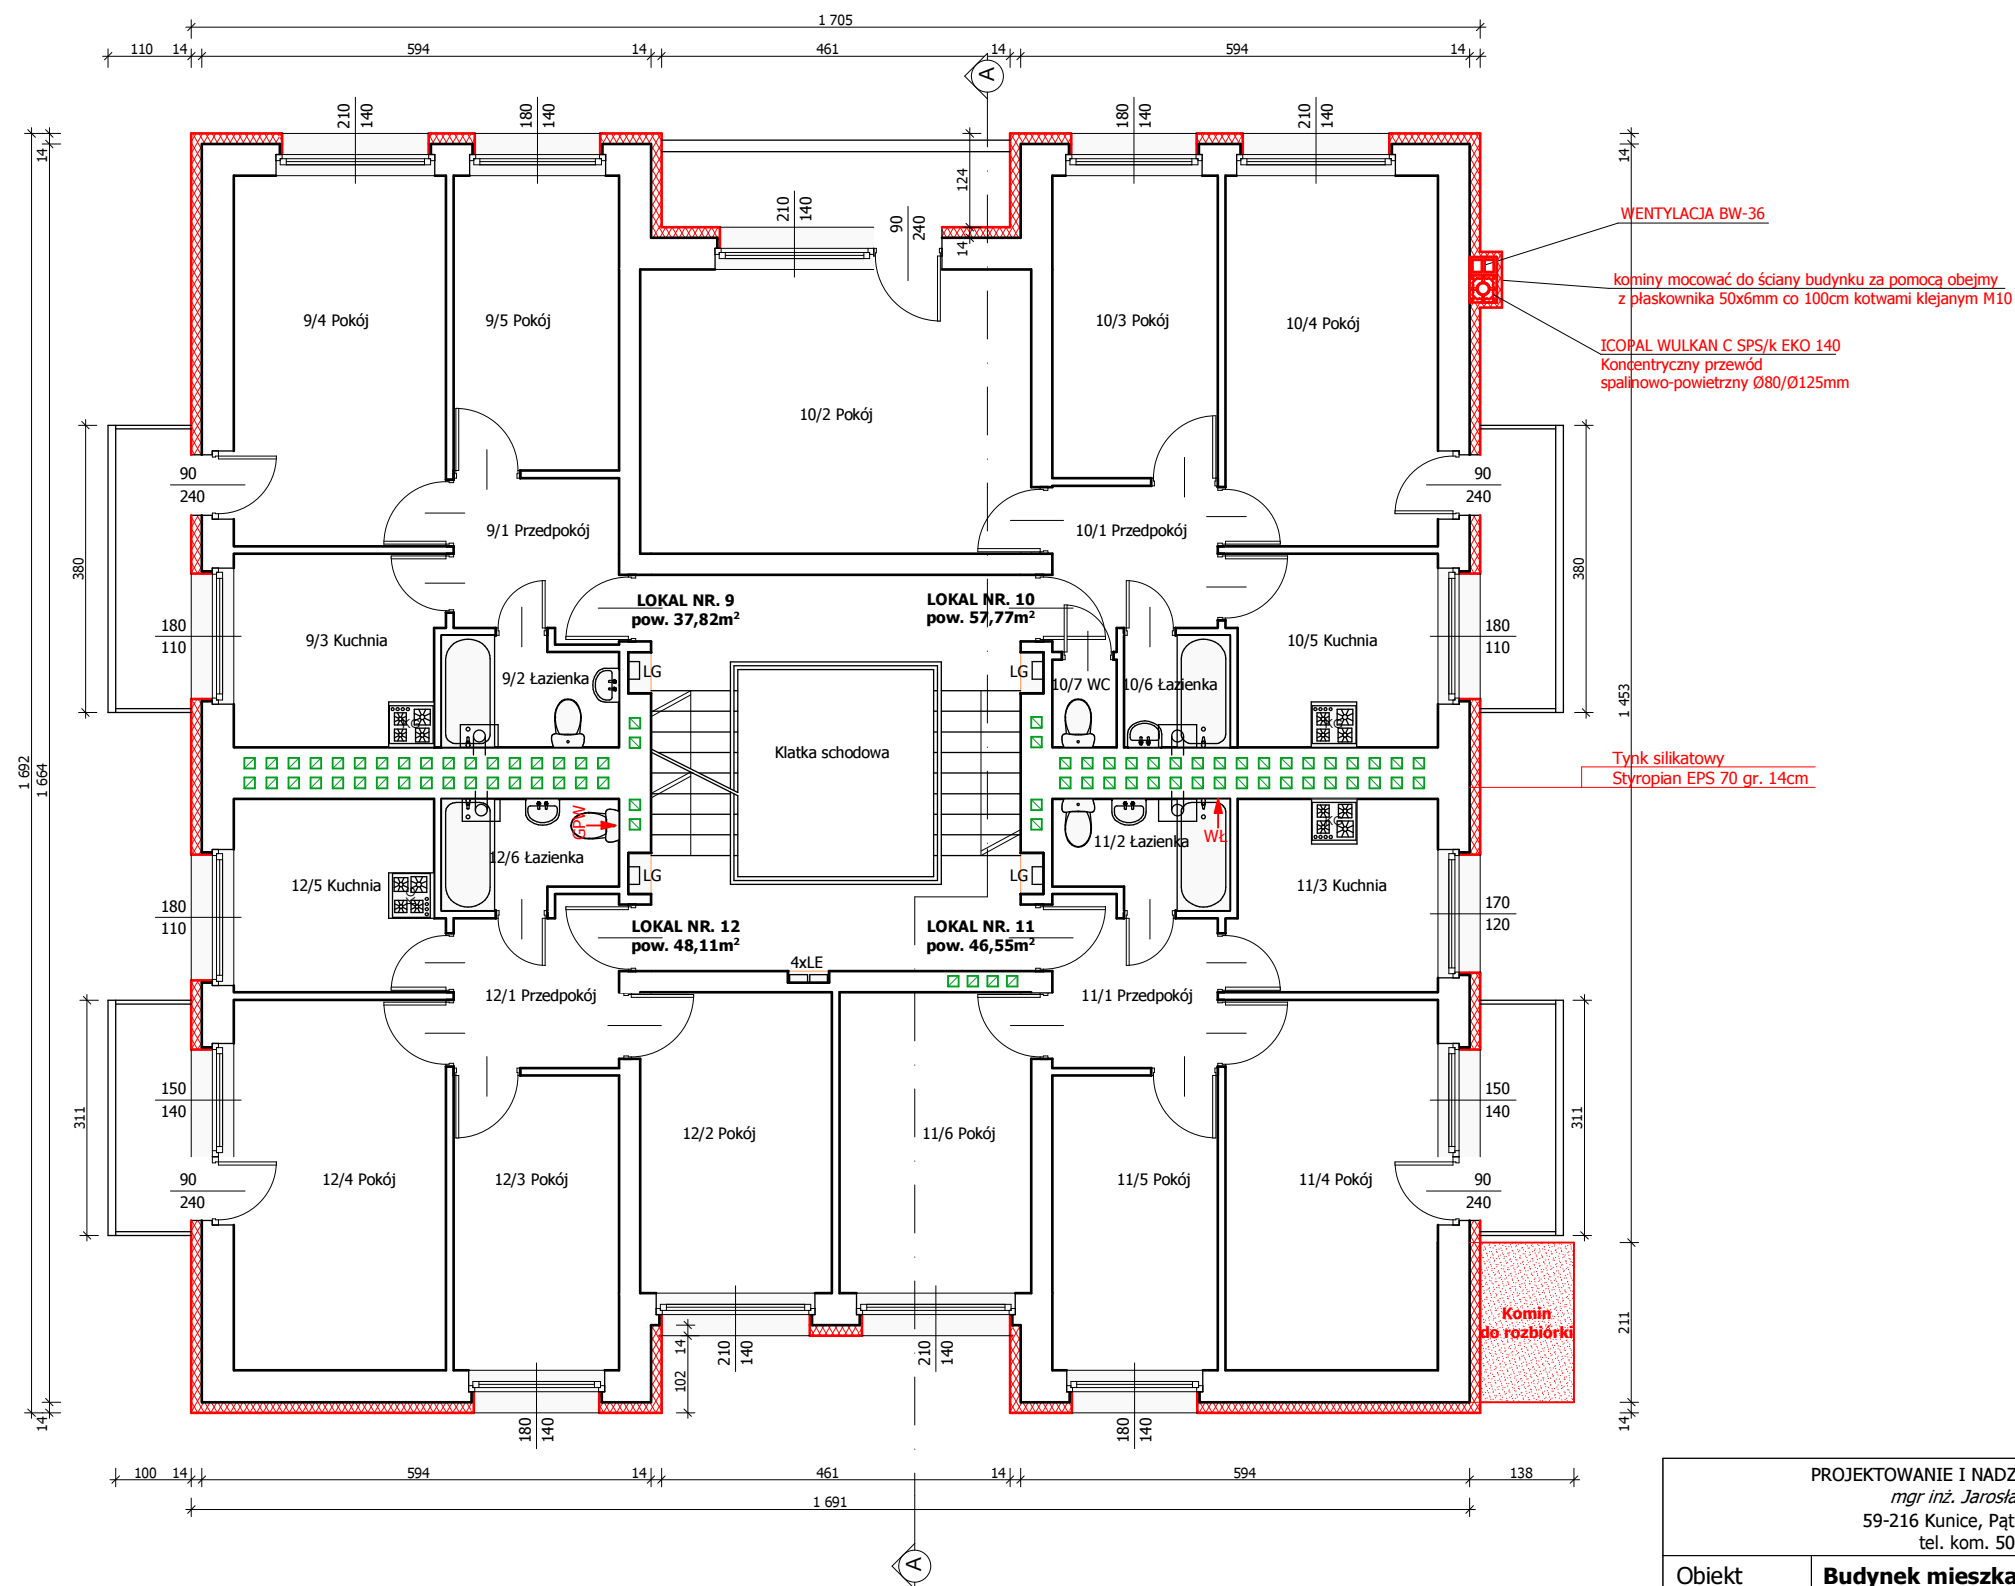 1 705
110
14
594
14
461
14
594
14
A
210
140
180
140
180
140
210
140
14
14
124
210
140
90
240
14
WENTYLACJA BW-36
kominy mocować do ściany budynku za pomocą obejmy
z płaskownika 50x6mm co 100cm kotwami klejanym M10
9/4 Pokój
9/5 Pokój
10/3 Pokój
10/4 Pokój
ICOPAL WULKAN C SPS/k EKO 140
Koncentryczny przewód
spalinowo-powietrzny Ø80/Ø125mm
10/2 Pokój
90
240
90
240
9/1 Przedpokój
10/1 Przedpokój
380
380
LOKAL NR. 9
pow. 37,82m²
LOKAL NR. 10
pow. 57,77m²
180
110
9/3 Kuchnia
10/5 Kuchnia
180
110
9/2 Łazienka
LG
LG
10/7 WC
10/6 Łazienka
1 453
KG
KG
Klatka schodowa
1 692
1 664
Tynk silikatowy
Styropian EPS 70 gr. 14cm
GPW
WŁ
KG
11/2 Łazienka
12/6 Łazienka
12/5 Kuchnia
KG
LG
LG
11/3 Kuchnia
180
110
170
120
LOKAL NR. 12
pow. 48,11m²
LOKAL NR. 11
pow. 46,55m²
4xLE
12/1 Przedpokój
11/1 Przedpokój
150
140
150
140
311
311
12/2 Pokój
11/6 Pokój
90
240
12/4 Pokój
12/3 Pokój
11/5 Pokój
11/4 Pokój
90
240
Komin
do rozbiórki
211
14
102
210
140
210
140
180
140
180
140
14
14
100
14
594
14
461
14
594
138
1 691
A
PROJEKTOWANIE I NADZ
mgr inż. Jarosła
59-216 Kunice, Pąt
tel. kom. 50
Obiekt
Budynek mieszka